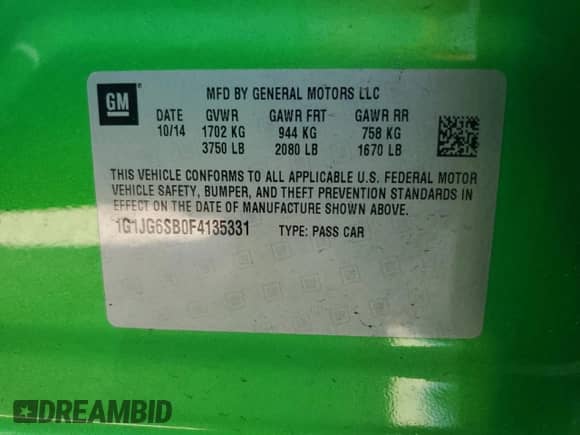 GM
MFD BY GENERAL MOTORS LLC
DATE GVWR GAWR FRT GAWR RR
10/14 1702 KG 944 KG 758 KG
3750 LB 2080 LB 1670 LB
THIS VEHICLE CONFORMS TO ALL APPLICABLE U.S. FEDERAL MOTOR
VEHICLE SAFETY, BUMPER, AND THEFT PREVENTION STANDARDS IN
EFFECT ON THE DATE OF MANUFACTURE SHOWN ABOVE.
1G1JG6SB0F4135331 TYPE: PASS CAR
DREAMBID